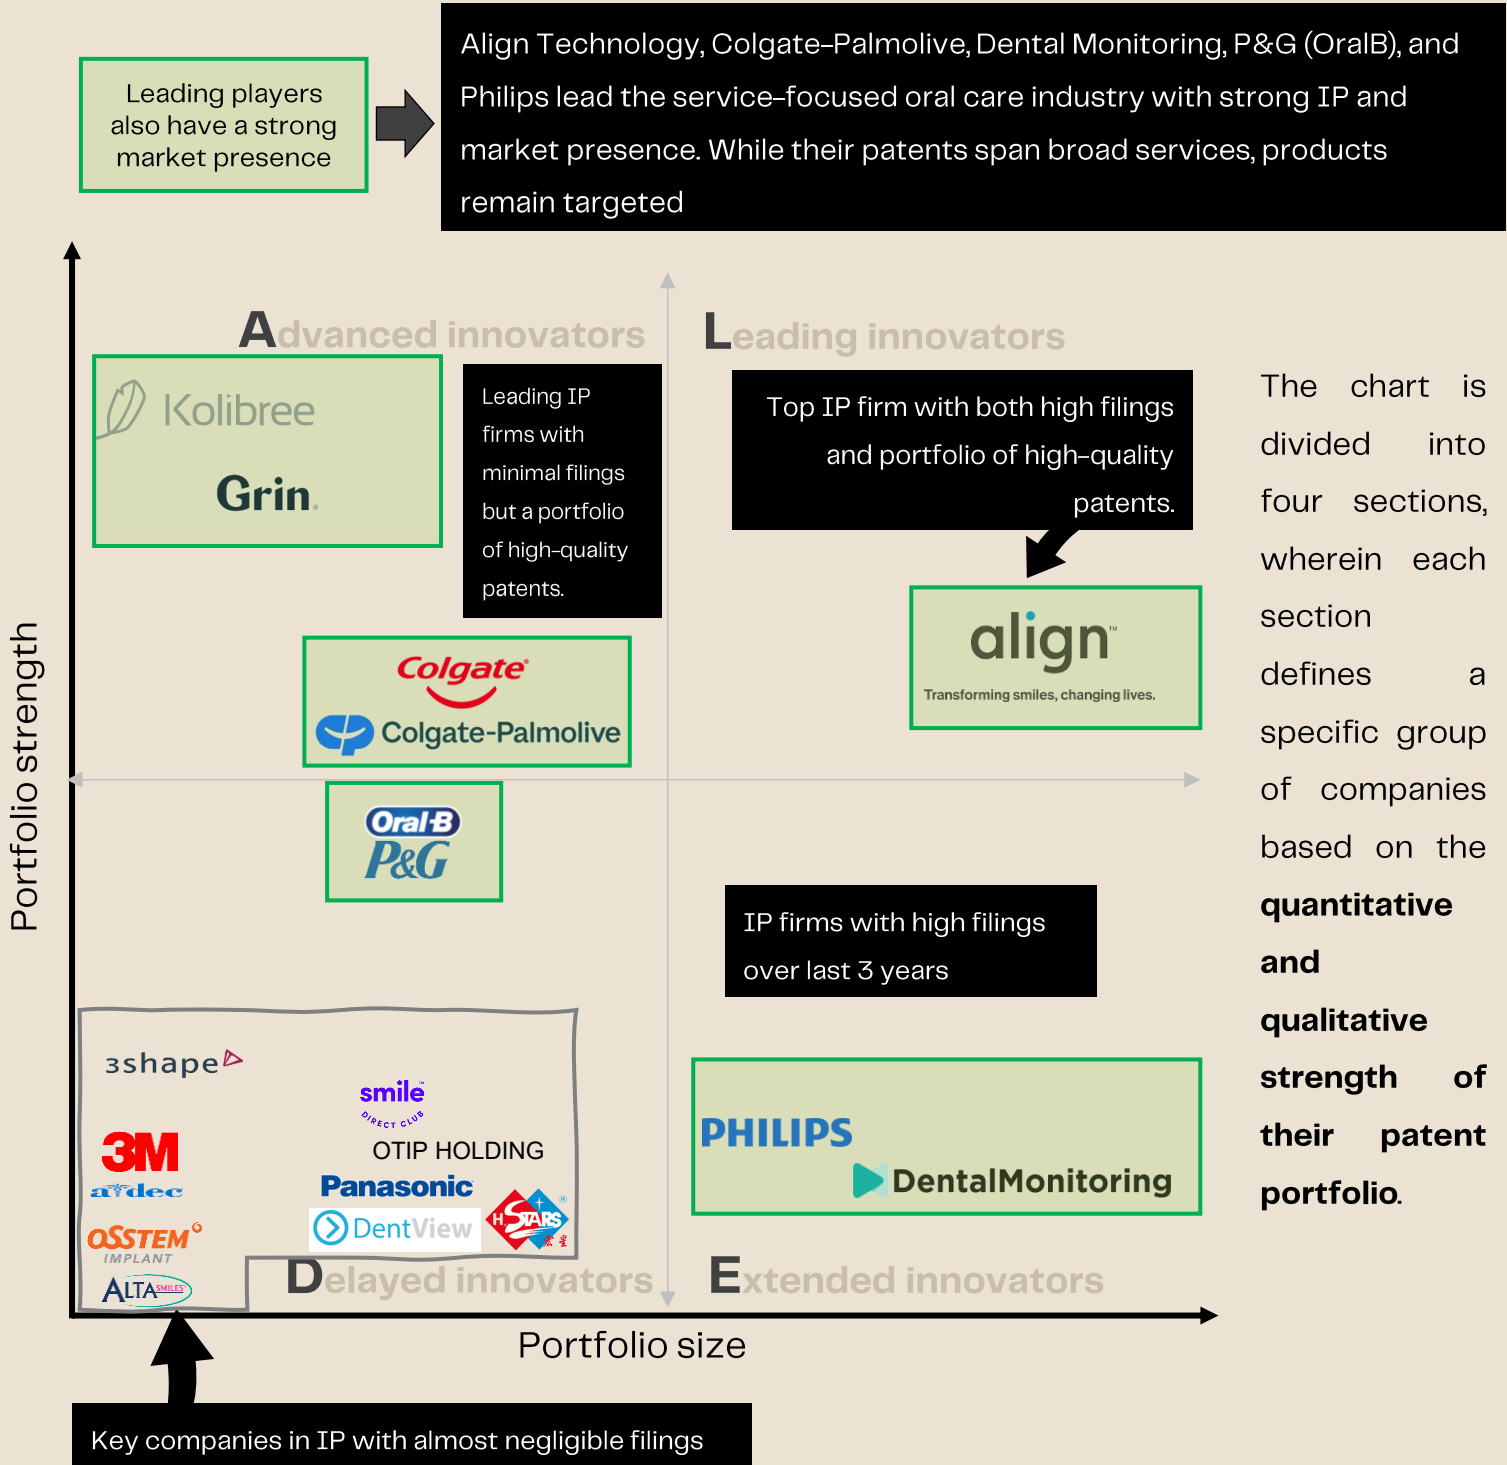 Leading players
also have a strong
market presence
Align Technology, Colgate-Palmolive, Dental Monitoring, P&G (OralB), and
Philips lead the service-focused oral care industry with strong IP and
market presence. While their patents span broad services, products
remain targeted
Advanced innovators
Leading innovators
Kolibree
Grin®
Leading IP
firms with
minimal filings
but a portfolio
of high-quality
patents.
Top IP firm with both high filings
and portfolio of high-quality
patents.
align™
Transforming smiles, changing lives.
Colgate®
Colgate-Palmolive
Oral-B
P&G
Portfolio strength
IP firms with high filings
over last 3 years
3shape
smile™
DIRECT CLUB
OTIP HOLDING
3M
a-dec
Panasonic
DentView
H STARS®
宏星
OSSTEM®
IMPLANT
ALTA SMILES
PHILIPS
DentalMonitoring
Delayed innovators
Extended innovators
Portfolio size
Key companies in IP with almost negligible filings
The chart is
divided into
four sections,
wherein each
section
defines a
specific group
of companies
based on the
quantitative
and
qualitative
strength of
their patent
portfolio.